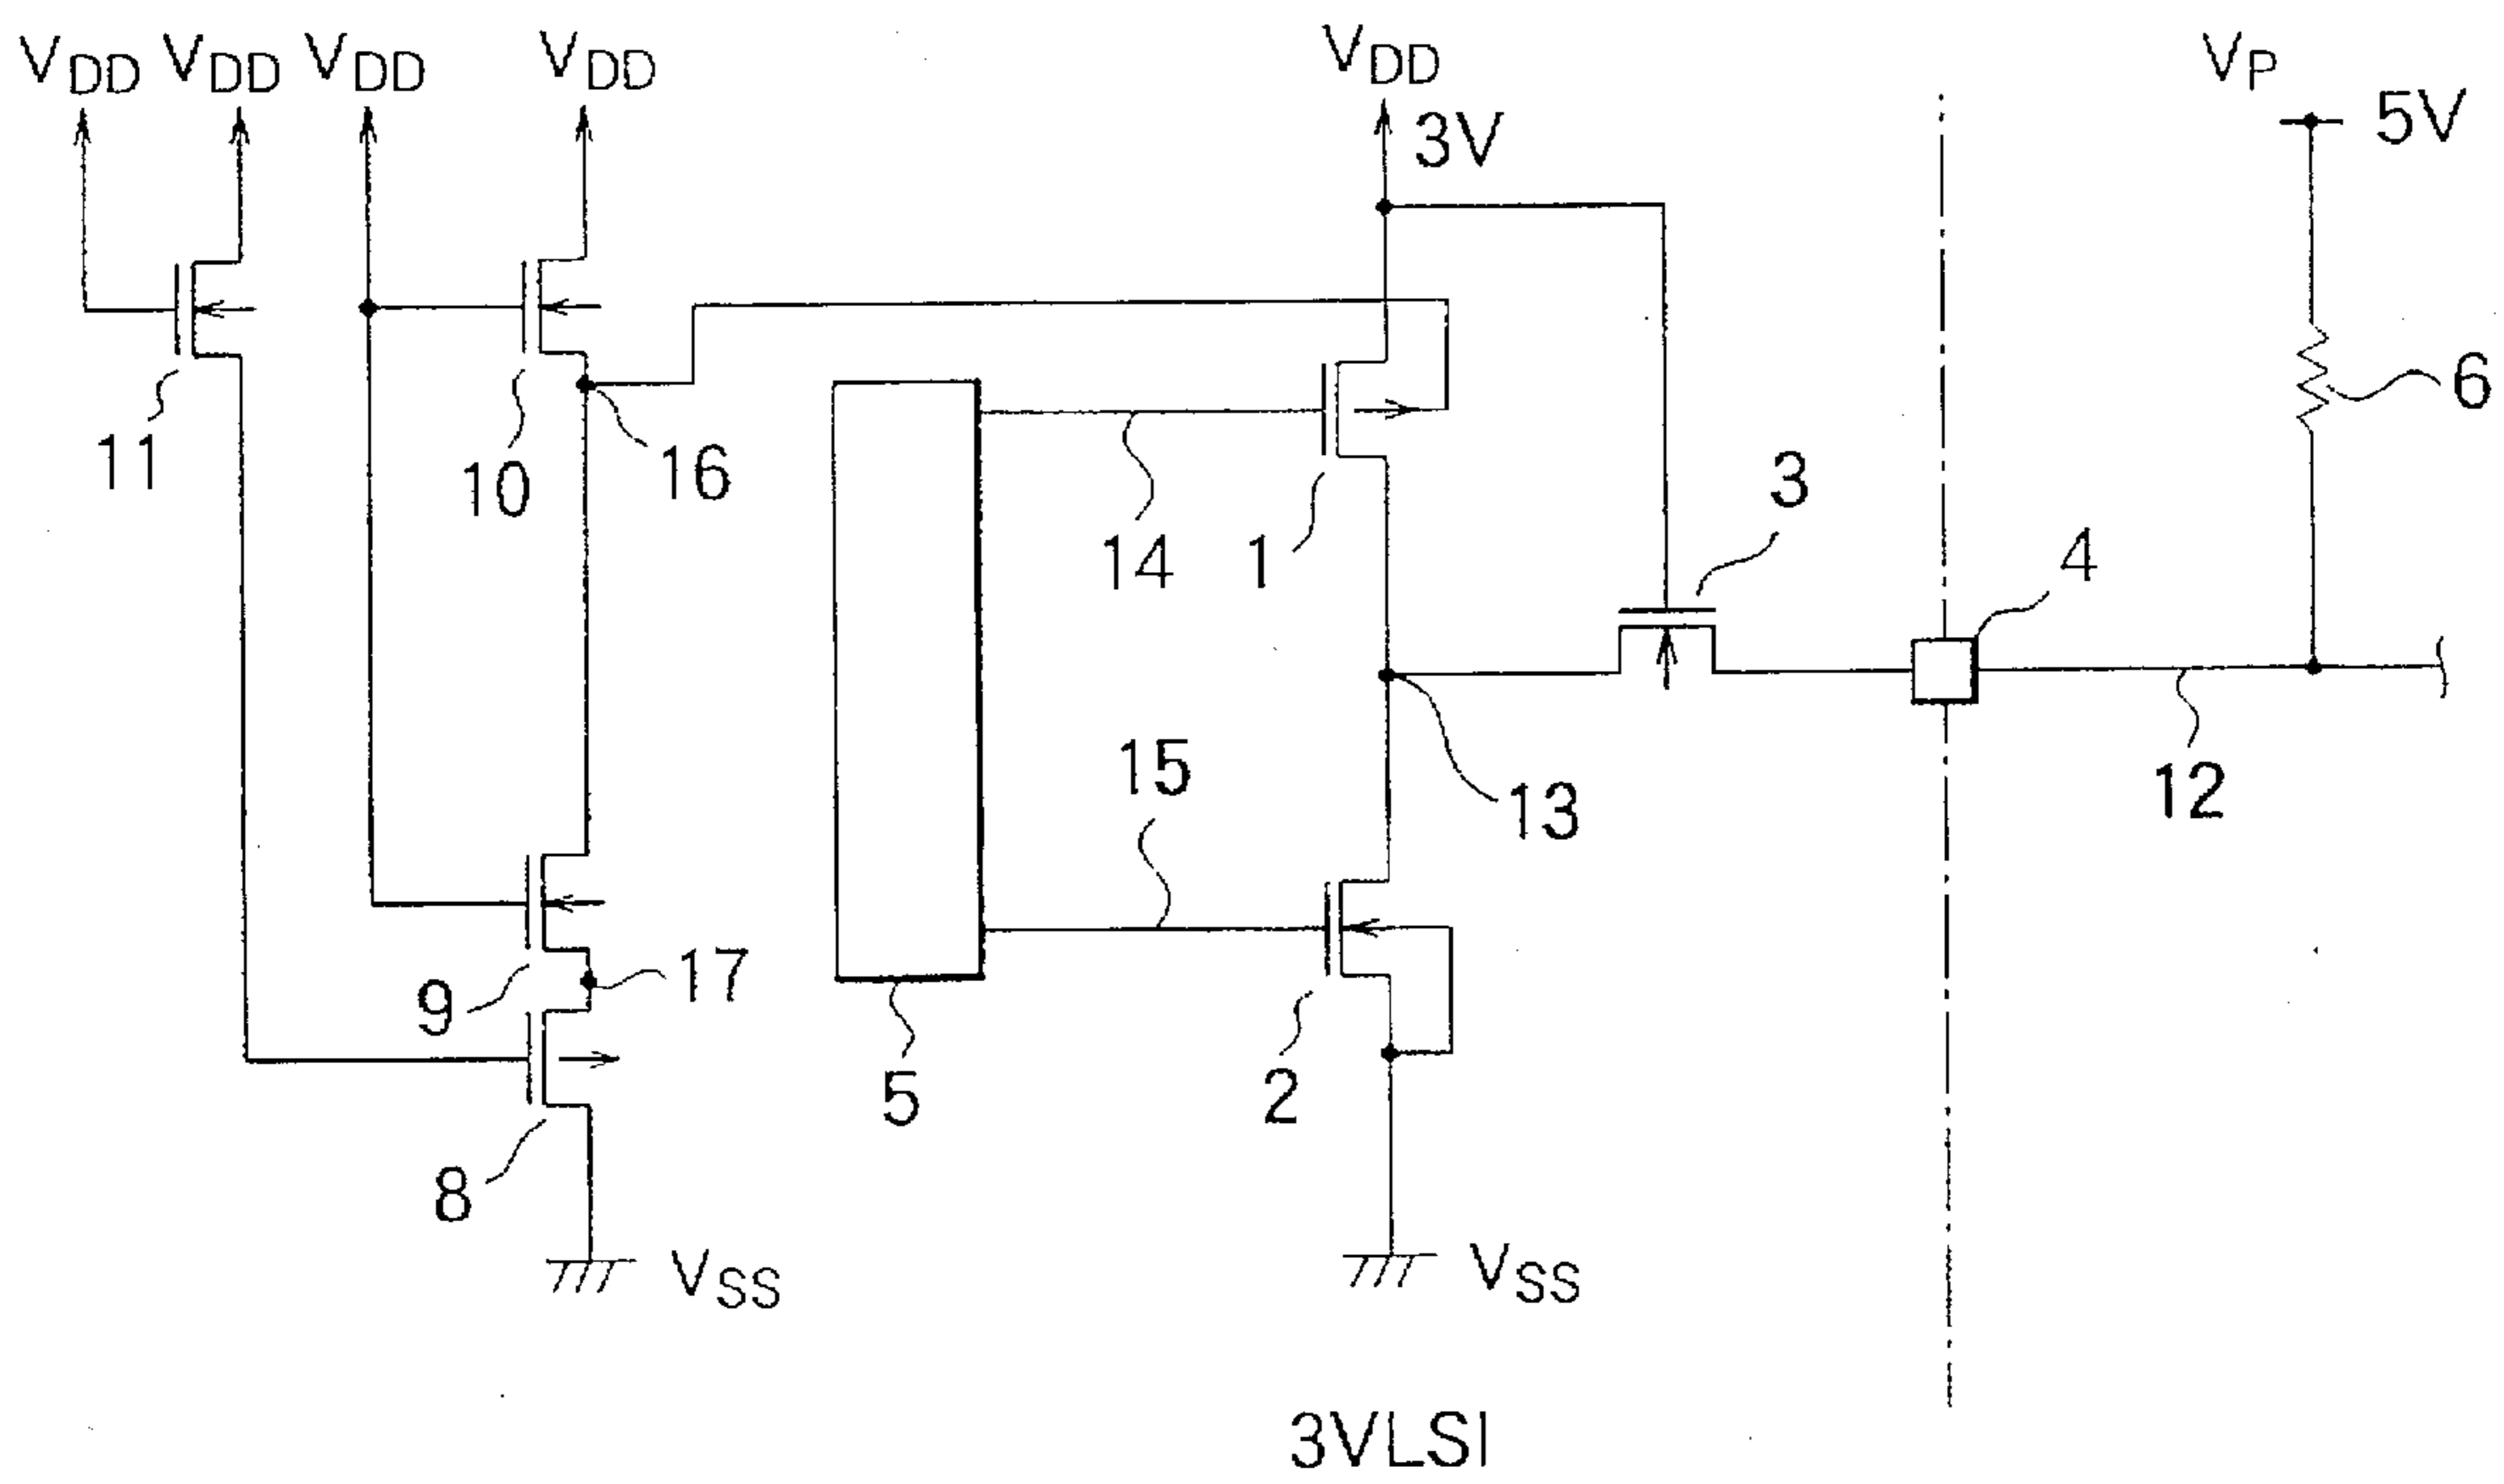 VDD VDD VDD VDD VDD VP
3V 5V
6
11 10 16
3
14 1 4
15
13 12
17
9
5 2
8
VSS VSS
3VLSI